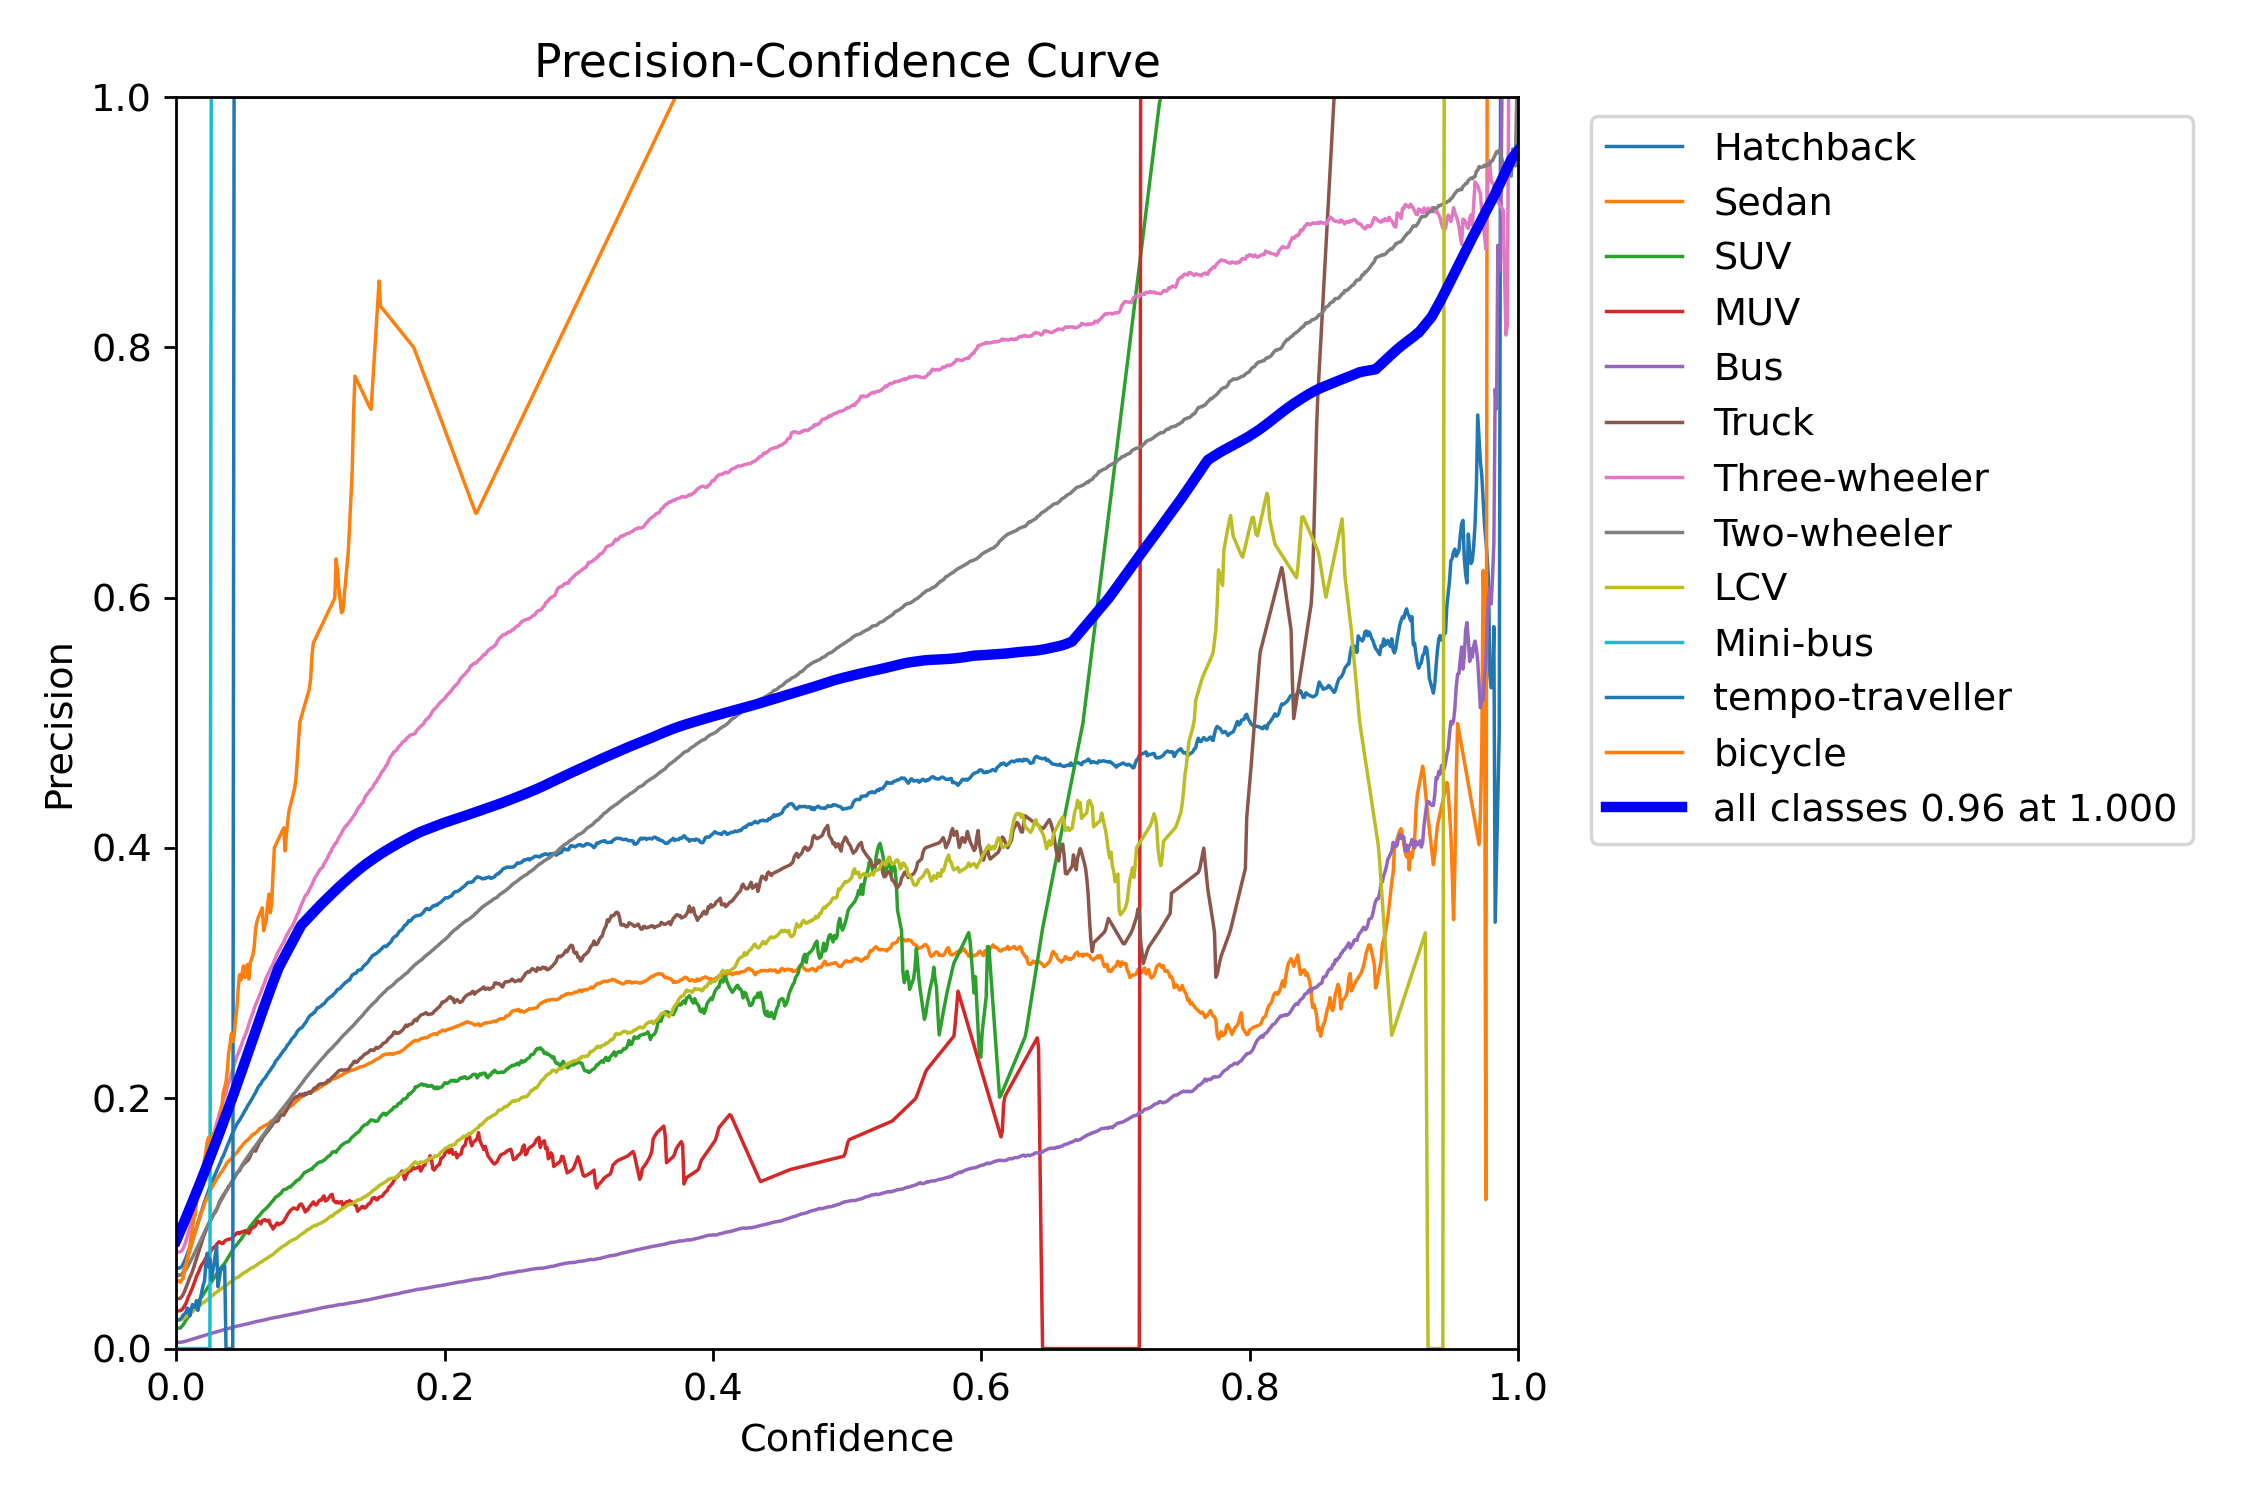 Precision-Confidence Curve
1.0
0.8
0.6
0.4
0.2
0.0
Precision
0.0 0.2 0.4 0.6 0.8 1.0
Confidence
Hatchback
Sedan
SUV
MUV
Bus
Truck
Three-wheeler
Two-wheeler
LCV
Mini-bus
tempo-traveller
bicycle
all classes 0.96 at 1.000